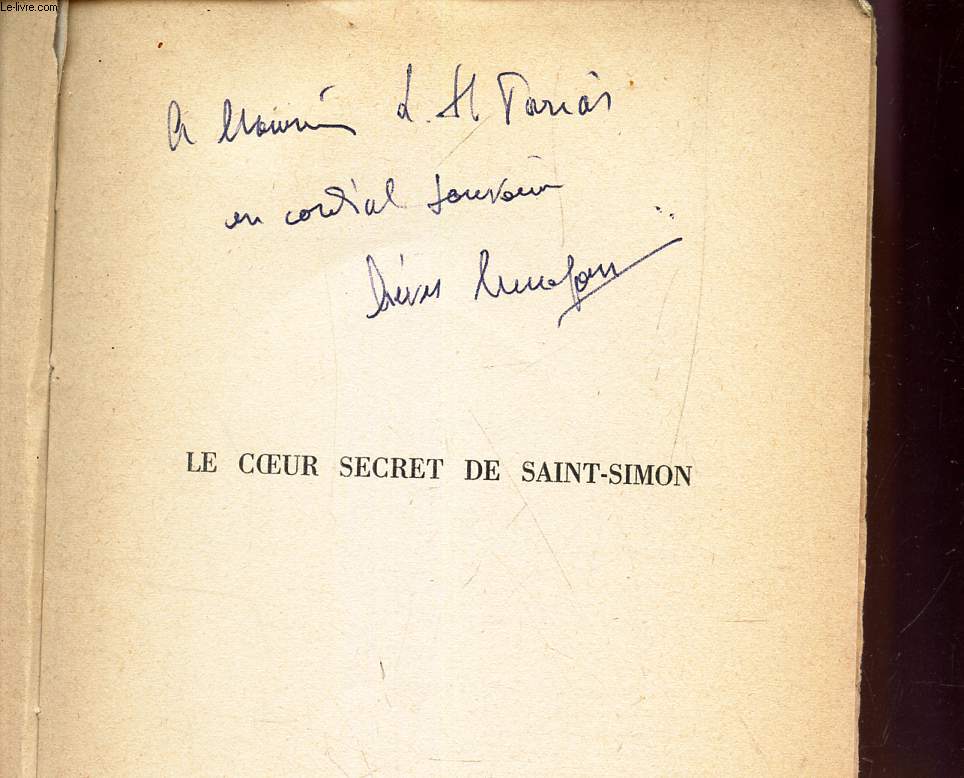 Le-livre.com
A Monsieur L. H Parias
en cordial souvenir
LE CŒUR SECRET DE SAINT-SIMON